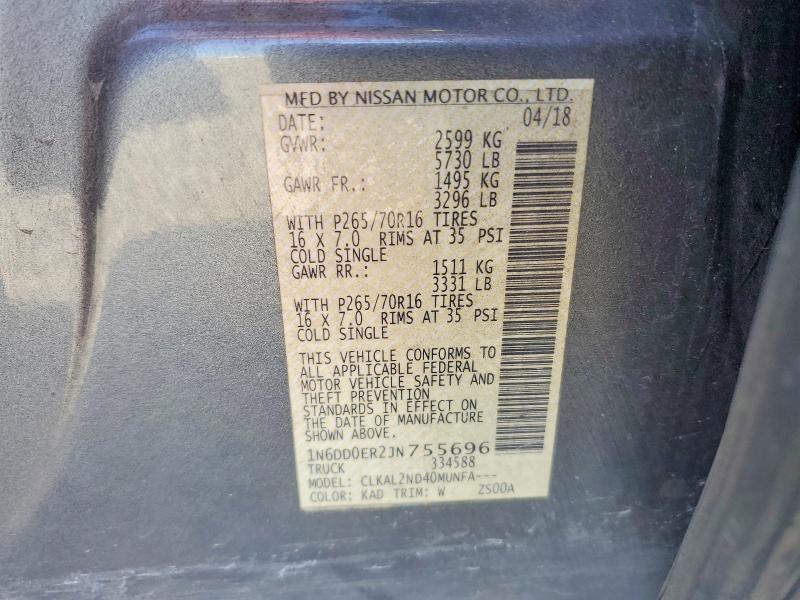 MFD BY NISSAN MOTOR CO., LTD.
DATE: 04/18
GVWR: 2599 KG
5730 LB
GAWR FR.: 1495 KG
3296 LB
WITH P265/70R16 TIRES
16 X 7.0 RIMS AT 35 PSI
COLD SINGLE
GAWR RR.: 1511 KG
3331 LB
WITH P265/70R16 TIRES
16 X 7.0 RIMS AT 35 PSI
COLD SINGLE
THIS VEHICLE CONFORMS TO
ALL APPLICABLE FEDERAL
MOTOR VEHICLE SAFETY AND
THEFT PREVENTION
STANDARDS IN EFFECT ON
THE DATE OF MANUFACTURE
SHOWN ABOVE.
1N6DD0ER2JN755696
TRUCK 334588
MODEL: CLKAL2ND40MUNFA---
COLOR: KAD TRIM: W ZS00A